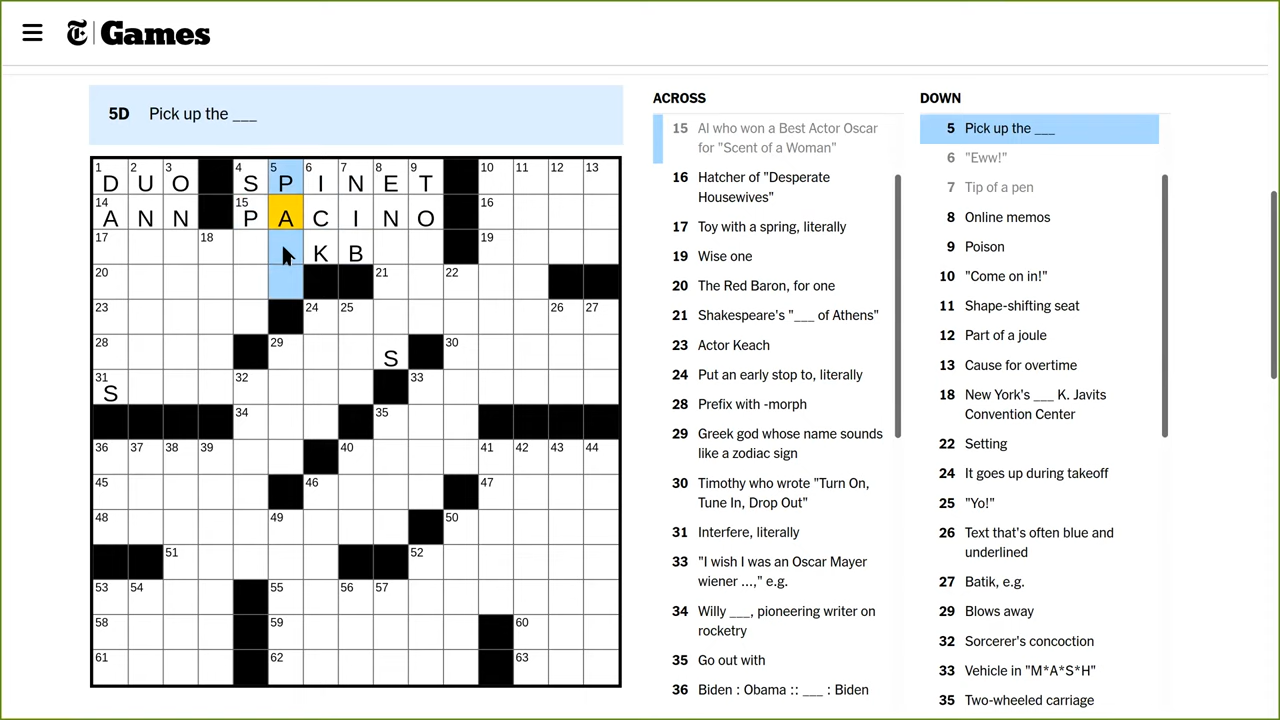 T Games
5D Pick up the ___
1 2 3 4 5 6 7 8 9 10 11 12 13
D U O S P I N E T
14 15 16
A N N P A C I N O
17 18 19
K B
20 21 22
23 24 25 26 27
28 29 30
S
31 32 33
S
34 35
36 37 38 39 40 41 42 43 44
45 46 47
48 49 50
51 52
53 54 55 56 57
58 59 60
61 62 63
ACROSS
15 Al who won a Best Actor Oscar
for "Scent of a Woman"
16 Hatcher of "Desperate
Housewives"
17 Toy with a spring, literally
19 Wise one
20 The Red Baron, for one
21 Shakespeare's "___ of Athens"
23 Actor Keach
24 Put an early stop to, literally
28 Prefix with -morph
29 Greek god whose name sounds
like a zodiac sign
30 Timothy who wrote "Turn On,
Tune In, Drop Out"
31 Interfere, literally
33 "I wish I was an Oscar Mayer
wiener ...," e.g.
34 Willy ___, pioneering writer on
rocketry
35 Go out with
36 Biden : Obama :: ___ : Biden
DOWN
5 Pick up the ___
6 "Eww!"
7 Tip of a pen
8 Online memos
9 Poison
10 "Come on in!"
11 Shape-shifting seat
12 Part of a joule
13 Cause for overtime
18 New York's ___ K. Javits
Convention Center
22 Setting
24 It goes up during takeoff
25 "Yo!"
26 Text that's often blue and
underlined
27 Batik, e.g.
29 Blows away
32 Sorcerer's concoction
33 Vehicle in "M*A*S*H"
35 Two-wheeled carriage